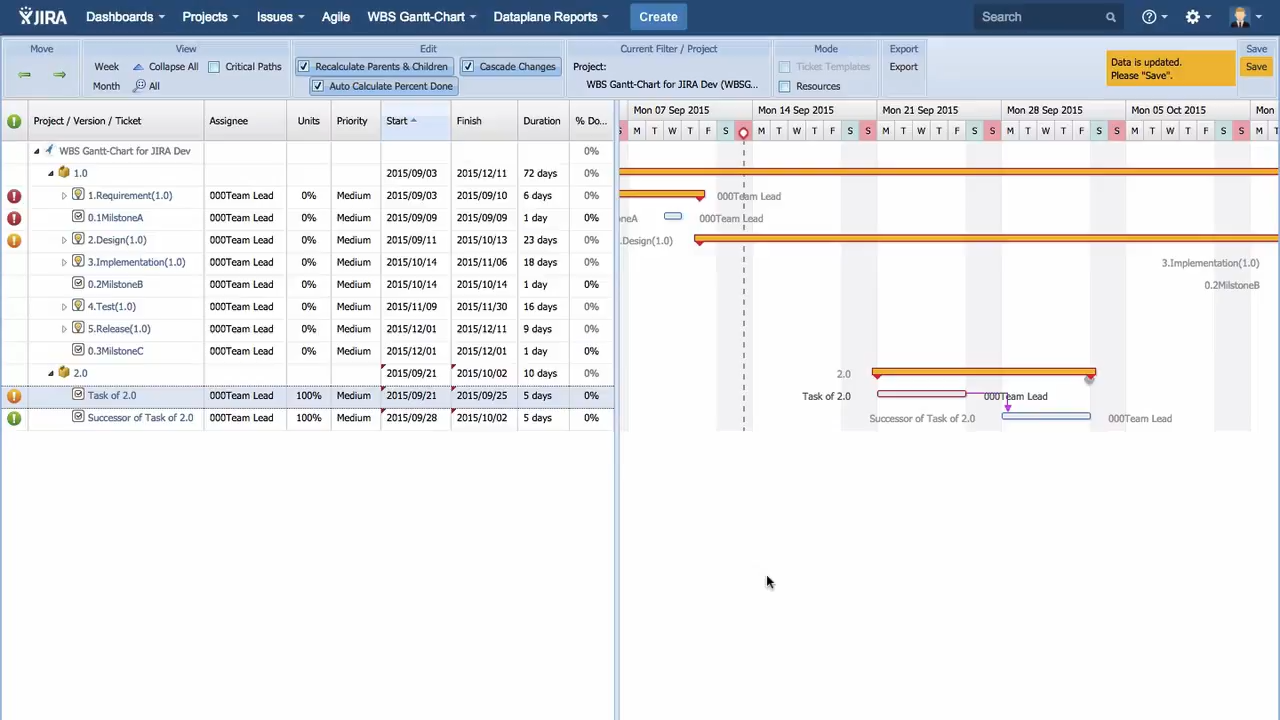 JIRA Dashboards Projects Issues Agile WBS Gantt-Chart Dataplane Reports Create Search
Move View Edit Current Filter / Project Mode Export Save
Week Collapse All Critical Paths Recalculate Parents & Children Cascade Changes Project: Ticket Templates Export Data is updated. Please "Save". Save
Month All Auto Calculate Percent Done WBS Gantt-Chart for JIRA Dev (WBSG... Resources
Mon 07 Sep 2015 Mon 14 Sep 2015 Mon 21 Sep 2015 Mon 28 Sep 2015 Mon 05 Oct 2015 Mon
Project / Version / Ticket Assignee Units Priority Start Finish Duration % Do...
S M T W T F S M T W T F S S M T W T F S S M T W T F S S M T W T F S S M
WBS Gantt-Chart for JIRA Dev 0%
1.0 2015/09/03 2015/12/11 72 days 0%
1.Requirement(1.0) 000Team Lead 0% Medium 2015/09/03 2015/09/10 6 days 0% 000Team Lead
0.1MilstoneA 000Team Lead 0% Medium 2015/09/09 2015/09/09 1 day 0% oneA 000Team Lead
2.Design(1.0) 000Team Lead 0% Medium 2015/09/11 2015/10/13 23 days 0% .Design(1.0)
3.Implementation(1.0) 000Team Lead 0% Medium 2015/10/14 2015/11/06 18 days 0% 3.Implementation(1.0)
0.2MilstoneB 000Team Lead 0% Medium 2015/10/14 2015/10/14 1 day 0% 0.2MilstoneB
4.Test(1.0) 000Team Lead 0% Medium 2015/11/09 2015/11/30 16 days 0%
5.Release(1.0) 000Team Lead 0% Medium 2015/12/01 2015/12/11 9 days 0%
0.3MilstoneC 000Team Lead 0% Medium 2015/12/01 2015/12/01 1 day 0%
2.0 2015/09/21 2015/10/02 10 days 0% 2.0
Task of 2.0 000Team Lead 100% Medium 2015/09/21 2015/09/25 5 days 0% Task of 2.0 000Team Lead
Successor of Task of 2.0 000Team Lead 100% Medium 2015/09/28 2015/10/02 5 days 0% Successor of Task of 2.0 000Team Lead